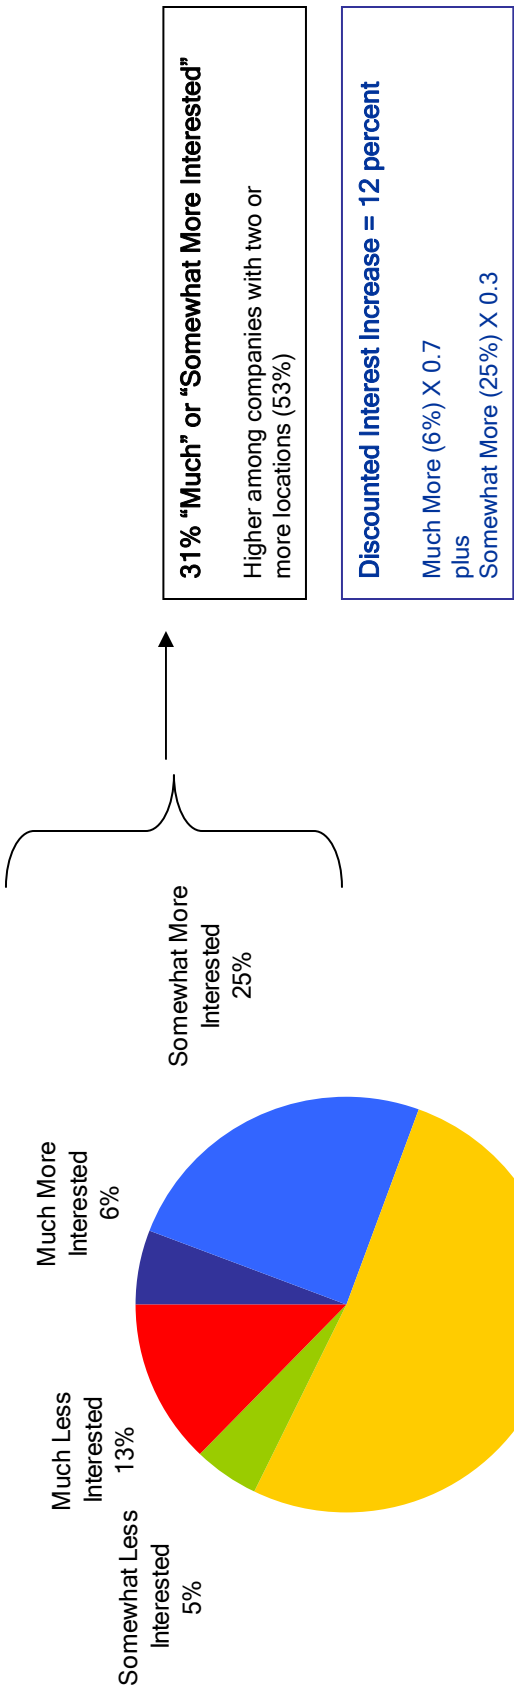 Somewhat Less
Interested
5%
Much Less
Interested
13%
Much More
Interested
6%
Somewhat More
Interested
25%
31% “Much” or “Somewhat More Interested”
Higher among companies with two or
more locations (53%)
Discounted Interest Increase = 12 percent
Much More (6%) X 0.7
plus
Somewhat More (25%) X 0.3